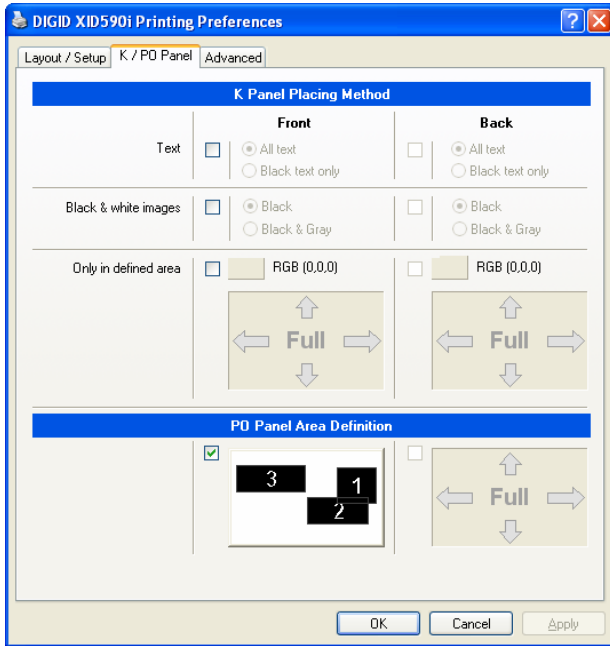 DIGID XID590i Printing Preferences
Layout / Setup K / PO Panel Advanced
K Panel Placing Method
Front Back
Text All text All text
Black text only Black text only
Black & white images Black Black
Black & Gray Black & Gray
Only in defined area RGB (0,0,0) RGB (0,0,0)
Full Full
PO Panel Area Definition
3 1
2 Full
OK Cancel Apply